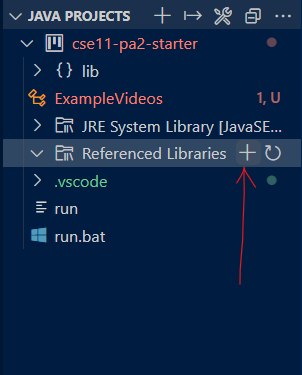 JAVA PROJECTS
cse11-pa2-starter
{} lib
ExampleVideos 1, U
JRE System Library [JavaSE...
Referenced Libraries
.vscode
run
run.bat